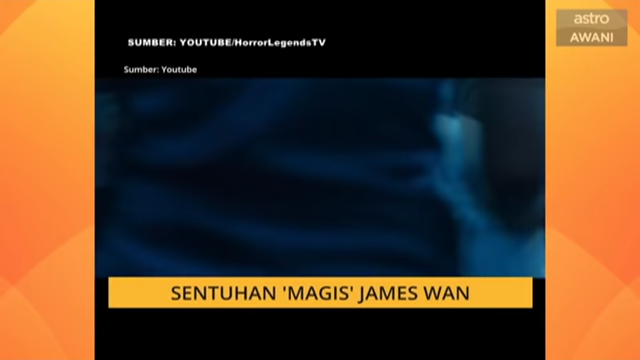 SUMBER: YOUTUBE/HorrorLegendsTV
Sumber: Youtube
astro
AWANI
SENTUHAN 'MAGIS' JAMES WAN